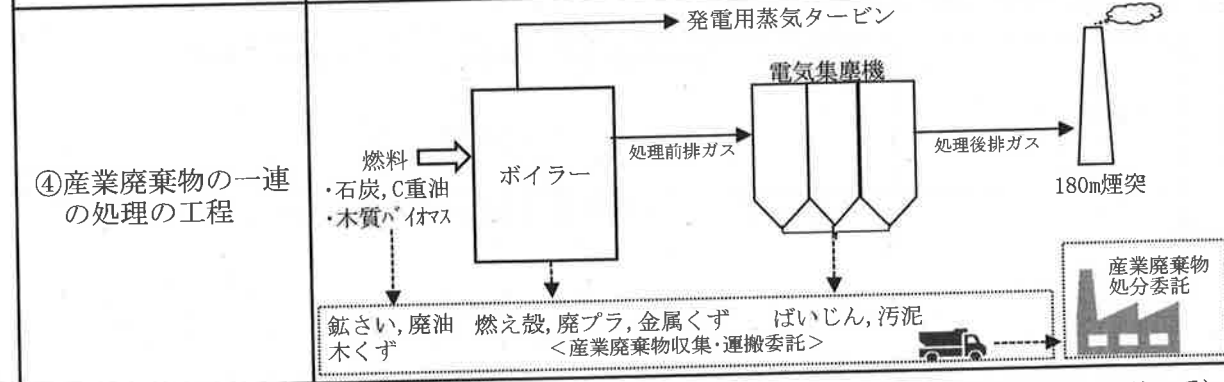 ④産業廃棄物の一連
の処理の工程
発電用蒸気タービン
電気集塵機
燃料
・石炭,C重油
・木質バイオマス
ボイラー
処理前排ガス
処理後排ガス
180m煙突
鉱さい,廃油
木くず
燃え殻,廃プラ,金属くず
ばいじん,汚泥
<産業廃棄物収集・運搬委託>
産業廃棄物
処分委託